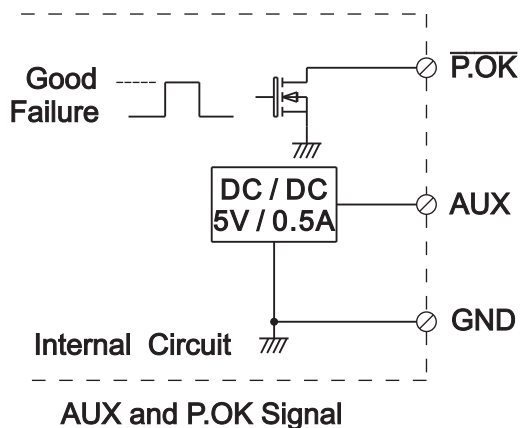 P.OK
Good
Failure
DC / DC
5V / 0.5A
AUX
GND
Internal Circuit
AUX and P.OK Signal